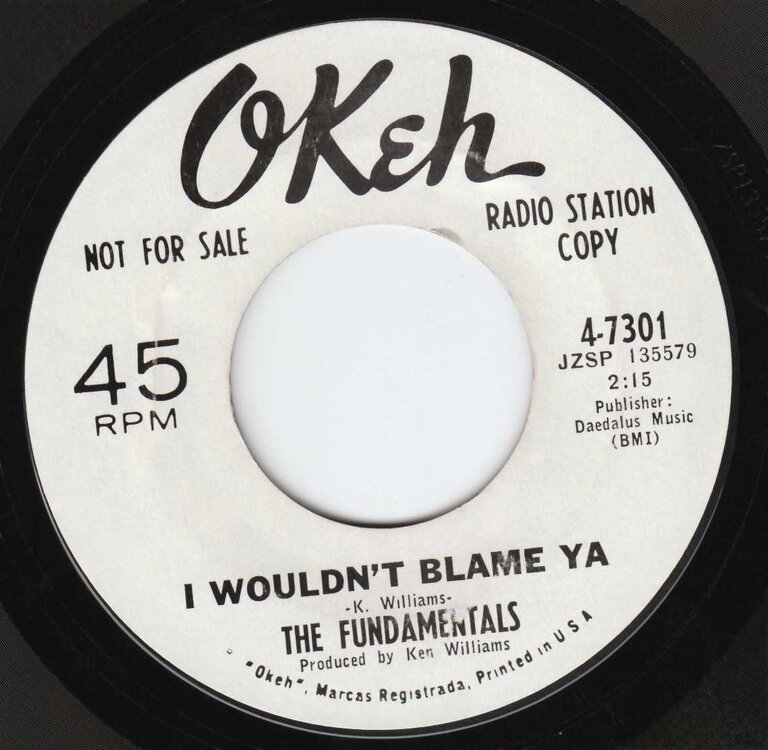 OKeh
NOT FOR SALE
RADIO STATION
COPY
45
RPM
4-7301
JZSP 135579
2:15
Publisher:
Daedalus Music
(BMI)
I WOULDN'T BLAME YA
-K. Williams-
THE FUNDAMENTALS
Produced by Ken Williams
"Okeh", Marcas Registrada, Printed in U S A